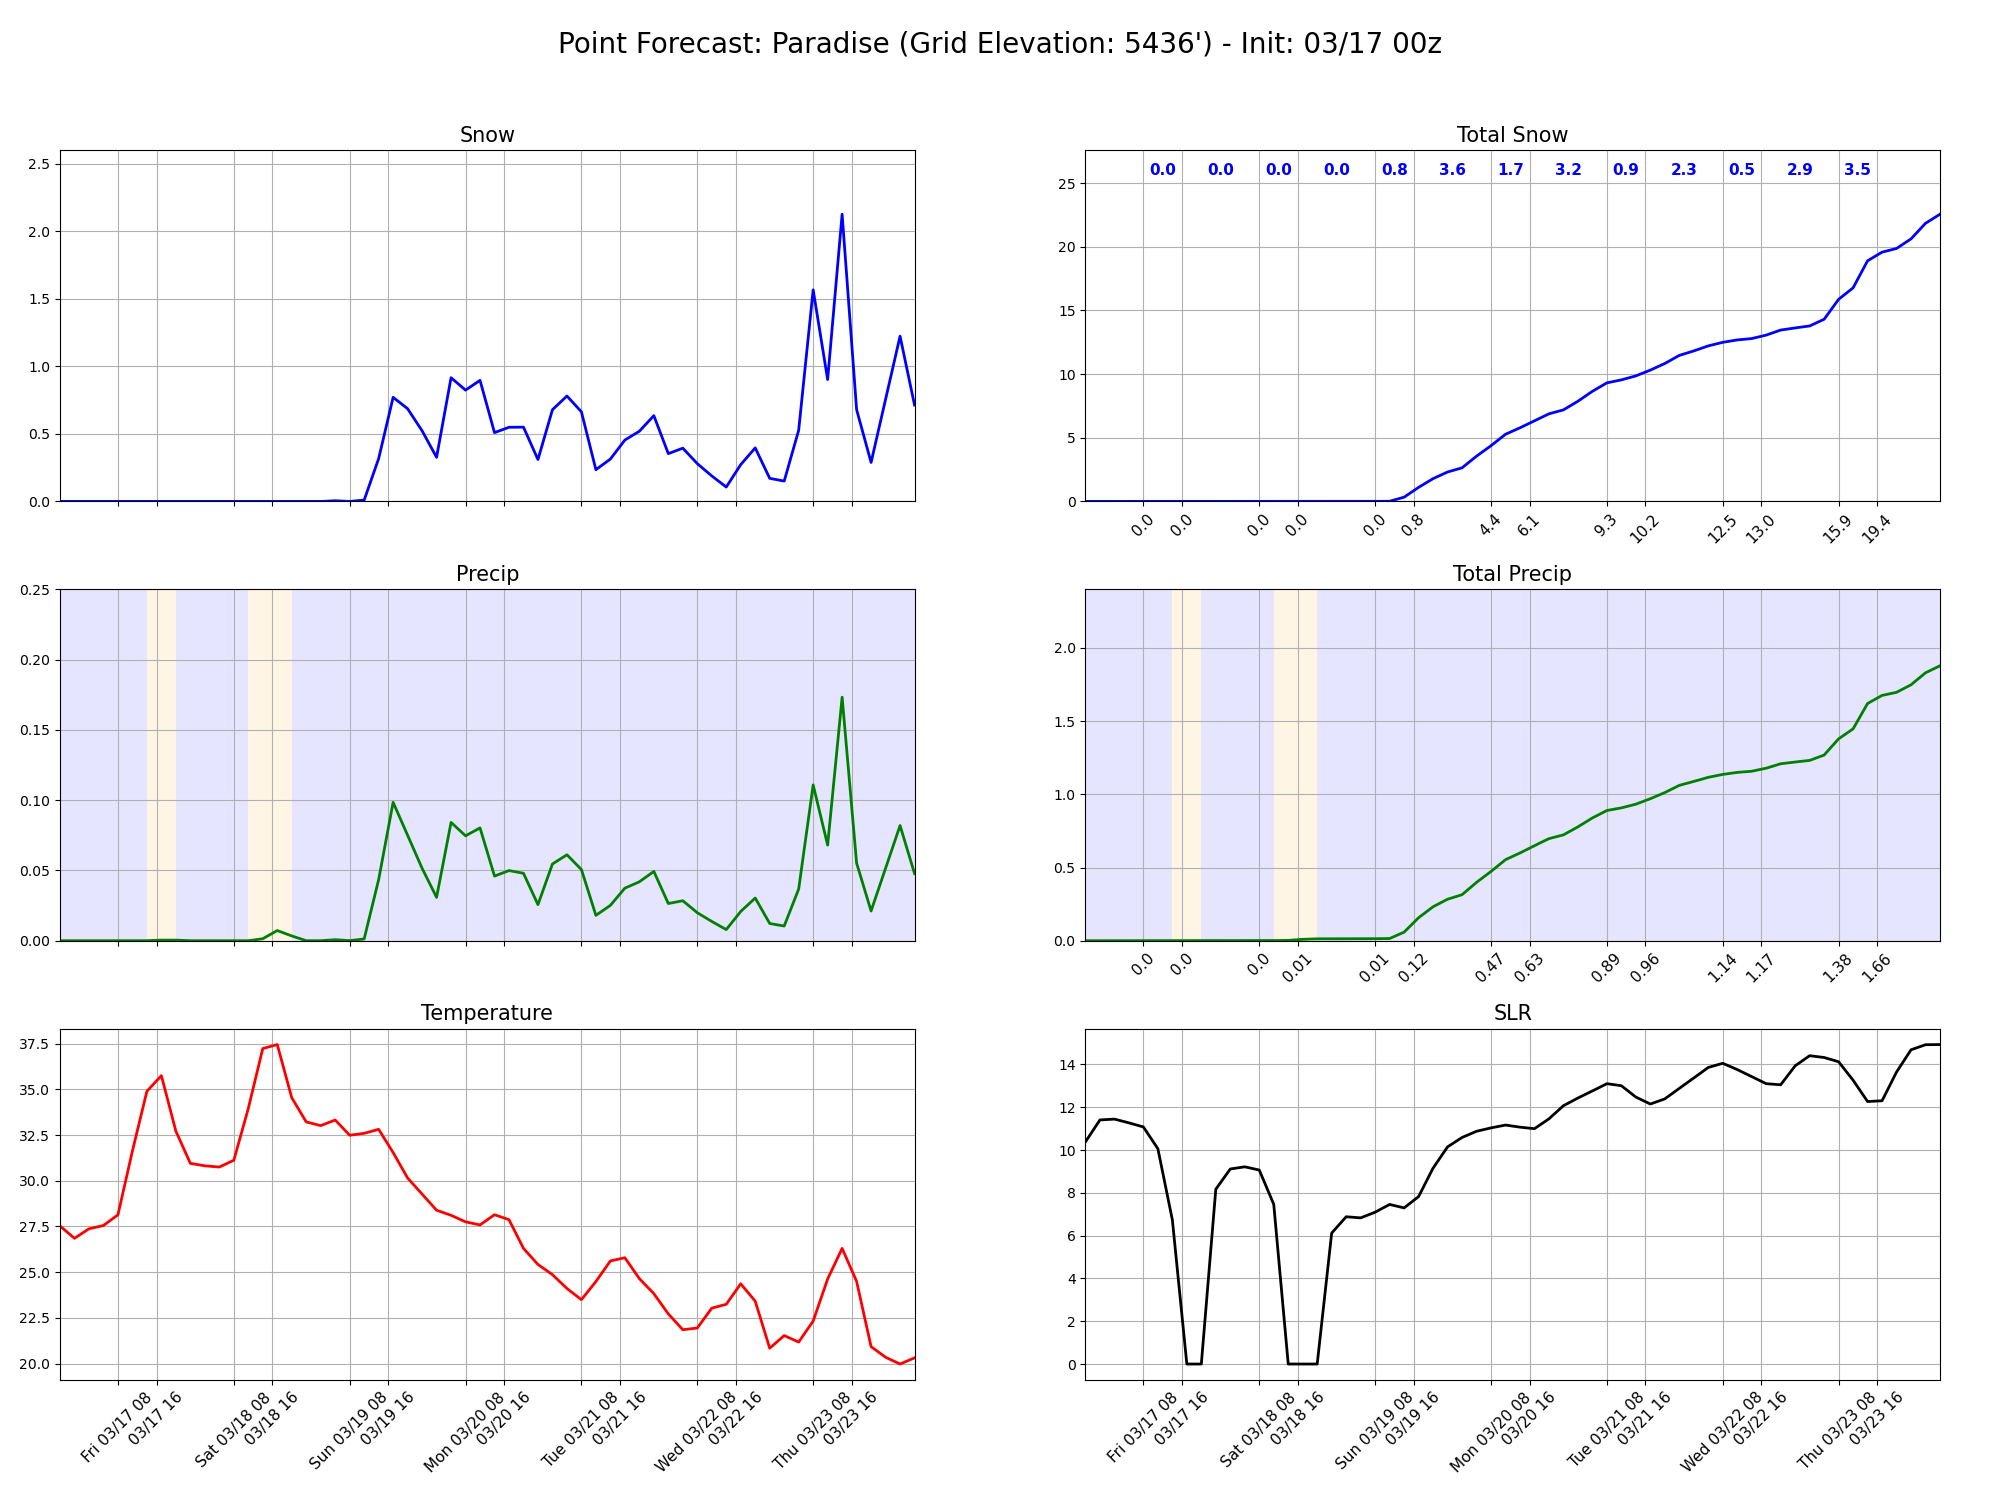 Point Forecast: Paradise (Grid Elevation: 5436') - Init: 03/17 00z
Snow
2.5
2.0
1.5
1.0
0.5
0.0
Total Snow
0.0 0.0 0.0 0.0 0.8 3.6 1.7 3.2 0.9 2.3 0.5 2.9 3.5
25
20
15
10
5
0
0.0 0.0 0.0 0.0 0.0 0.8 4.4 6.1 9.3 10.2 12.5 13.0 15.9 19.4
Precip
0.25
0.20
0.15
0.10
0.05
0.00
Total Precip
2.0
1.5
1.0
0.5
0.0
0.0 0.0 0.0 0.01 0.01 0.12 0.47 0.63 0.89 0.96 1.14 1.17 1.38 1.66
Temperature
37.5
35.0
32.5
30.0
27.5
25.0
22.5
20.0
Fri 03/17 08
03/17 16
Sat 03/18 08
03/18 16
Sun 03/19 08
03/19 16
Mon 03/20 08
03/20 16
Tue 03/21 08
03/21 16
Wed 03/22 08
03/22 16
Thu 03/23 08
03/23 16
SLR
14
12
10
8
6
4
2
0
Fri 03/17 08
03/17 16
Sat 03/18 08
03/18 16
Sun 03/19 08
03/19 16
Mon 03/20 08
03/20 16
Tue 03/21 08
03/21 16
Wed 03/22 08
03/22 16
Thu 03/23 08
03/23 16